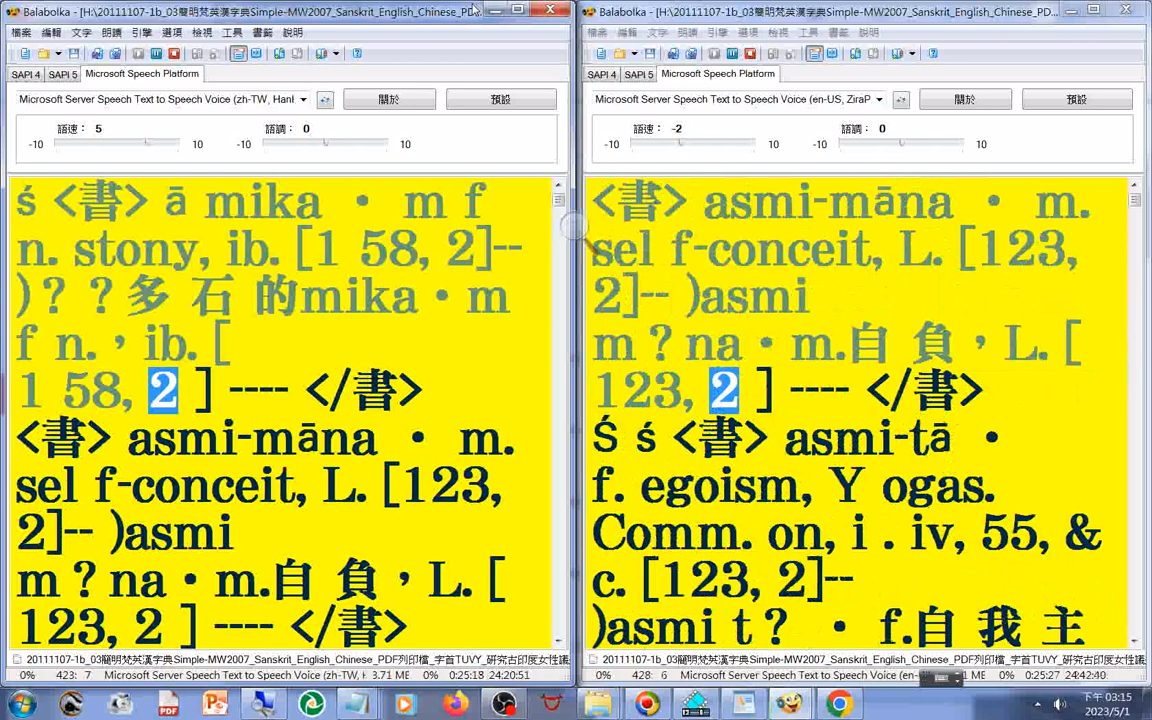 Balabolka - [H:\20111107-1b_03簡明梵英漢字典Simple-MW2007_Sanskrit_English_Chinese_PD...
檔案 編輯 文字 朗讀 引擎 選項 檢視 工具 書籤 說明
SAPI 4 SAPI 5 Microsoft Speech Platform
Microsoft Server Speech Text to Speech Voice (zh-TW, Hanl
關於 預設
語速: 5 語調: 0
-10 10 -10 10
ś <書> ā mika • m f
n. stony, ib. [1 58, 2]--
)？？多 石 的mika • m
f n.，ib. [
1 58, 2 ] ---- </書>
<書> asmi-māna • m.
sel f-conceit, L. [123,
2]-- )asmi
m？na • m.自 負，L. [
123, 2 ] ---- </書>
20111107-1b_03簡明梵英漢字典Simple-MW2007_Sanskrit_English_Chinese_PDF列印檔_字首TUVY_研究古印度女性議
0% 423: 7 Microsoft Server Speech Text to Speech Voice (zh-TW, H 3.71 ME 0% 0:25:18 24:20:51
Balabolka - [H:\20111107-1b_03簡明梵英漢字典Simple-MW2007_Sanskrit_English_Chinese_PD...
檔案 編輯 文字 朗讀 引擎 選項 檢視 工具 書籤 說明
SAPI 4 SAPI 5 Microsoft Speech Platform
Microsoft Server Speech Text to Speech Voice (en-US, ZiraP
關於 預設
語速: -2 語調: 0
-10 10 -10 10
<書> asmi-māna • m.
sel f-conceit, L. [123,
2]-- )asmi
m？na • m.自 負，L. [
123, 2 ] ---- </書>
Ś ś <書> asmi-tā •
f. egoism, Y ogas.
Comm. on, i . iv, 55, &
c. [123, 2]--
)asmi t？ • f.自 我 主
20111107-1b_03簡明梵英漢字典Simple-MW2007_Sanskrit_English_Chinese_PDF列印檔_字首TUVY_研究古印度女性議
0% 428: 6 Microsoft Server Speech Text to Speech Voice (en-US ME 0% 0:25:27 24:42:40
下午 03:15
2023/5/1